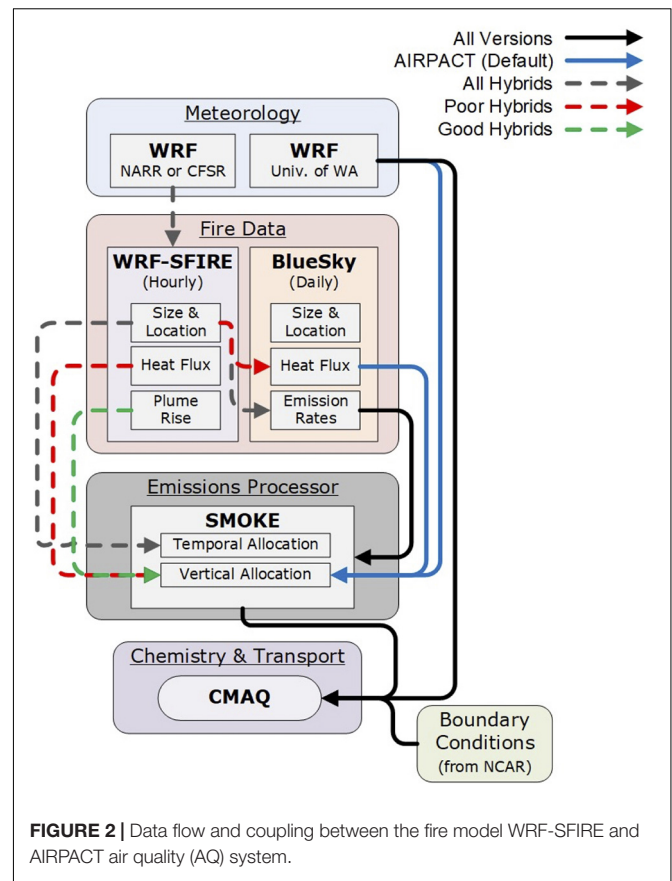 All Versions
AIRPACT (Default)
All Hybrids
Poor Hybrids
Good Hybrids
Meteorology
WRF
NARR or CFSR
WRF
Univ. of WA
Fire Data
WRF-SFIRE
(Hourly)
Size &
Location
Heat Flux
Plume
Rise
BlueSky
(Daily)
Size &
Location
Heat Flux
Emission
Rates
Emissions Processor
SMOKE
Temporal Allocation
Vertical Allocation
Chemistry & Transport
CMAQ
Boundary
Conditions
(from NCAR)
FIGURE 2 | Data flow and coupling between the fire model WRF-SFIRE and
AIRPACT air quality (AQ) system.